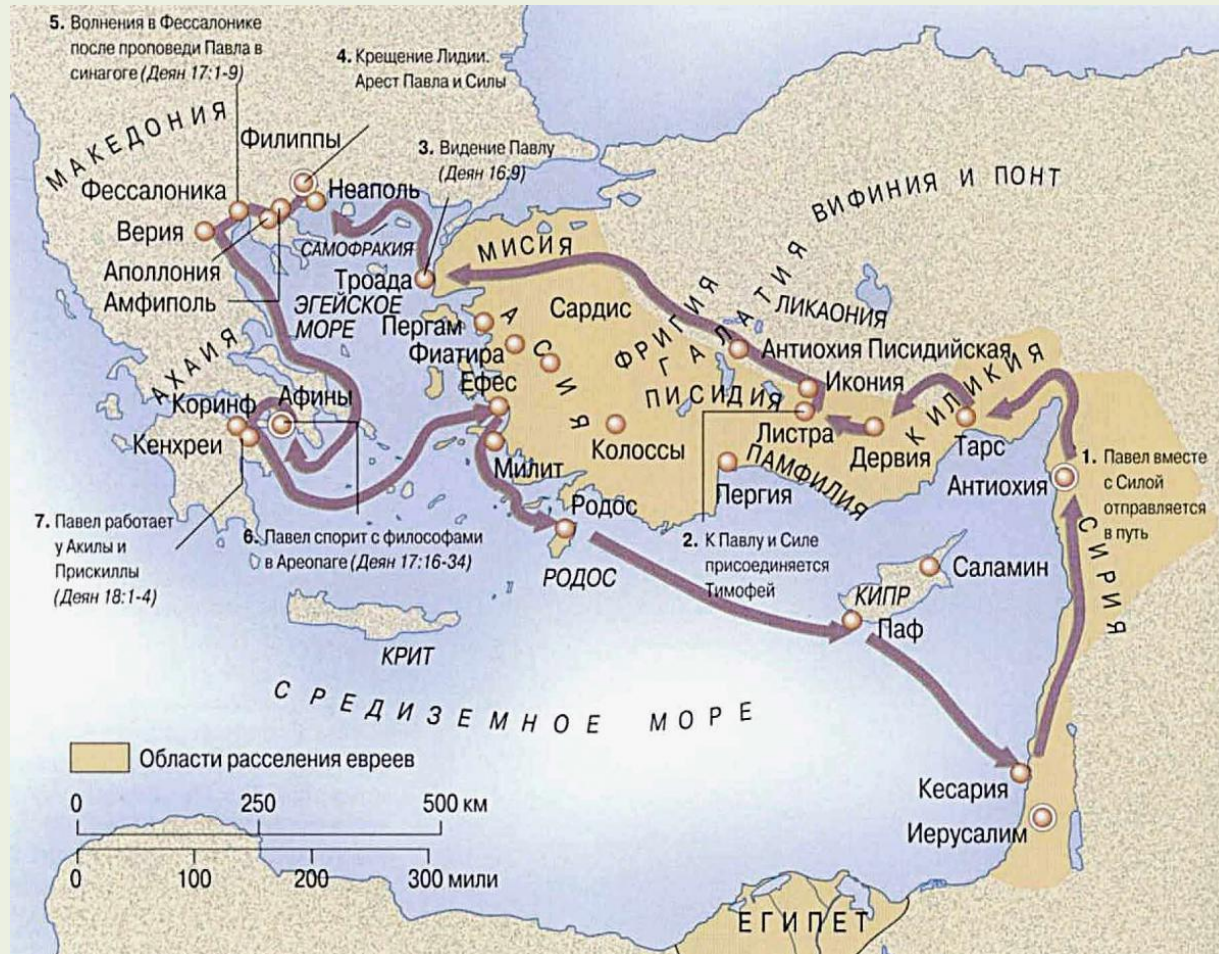 5. Волнения в Фессалонике
после проповеди Павла в
синагоге (Деян 17:1-9)
4. Крещение Лидии.
Арест Павла и Силы
3. Видение Павлу
(Деян 16:9)
МАКЕДОНИЯ
Филиппы
Фессалоника
Неаполь
Верия
САМОФРАКИЯ
Аполлония
Амфиполь
Троада
ЭГЕЙСКОЕ
МОРЕ
МИСИЯ
ВИФИНИЯ И ПОНТ
Сардис
Пергам
Фиатира
АСИЯ
ФРИГИЯ
ГАЛАТИЯ
ЛИКАОНИЯ
Антиохия Писидийская
АХАИЯ
Ефес
Коринф
Афины
ПИСИДИЯ
Икония
КИЛИКИЯ
Кенхреи
Колоссы
Листра
Дервия
Тарс
Милит
Пергия
ПАМФИЛИЯ
Антиохия
1. Павел вместе
с Силой
отправляется
в путь
7. Павел работает
у Акилы и
Прискиллы
(Деян 18:1-4)
6. Павел спорит с философами
в Ареопаге (Деян 17:16-34)
Родос
РОДОС
2. К Павлу и Силе
присоединяется
Тимофей
Саламин
КИПР
Паф
СИРИЯ
КРИТ
СРЕДИЗЕМНОЕ МОРЕ
Области расселения евреев
0 250 500 км
0 100 200 300 мили
Кесария
Иерусалим
ЕГИПЕТ